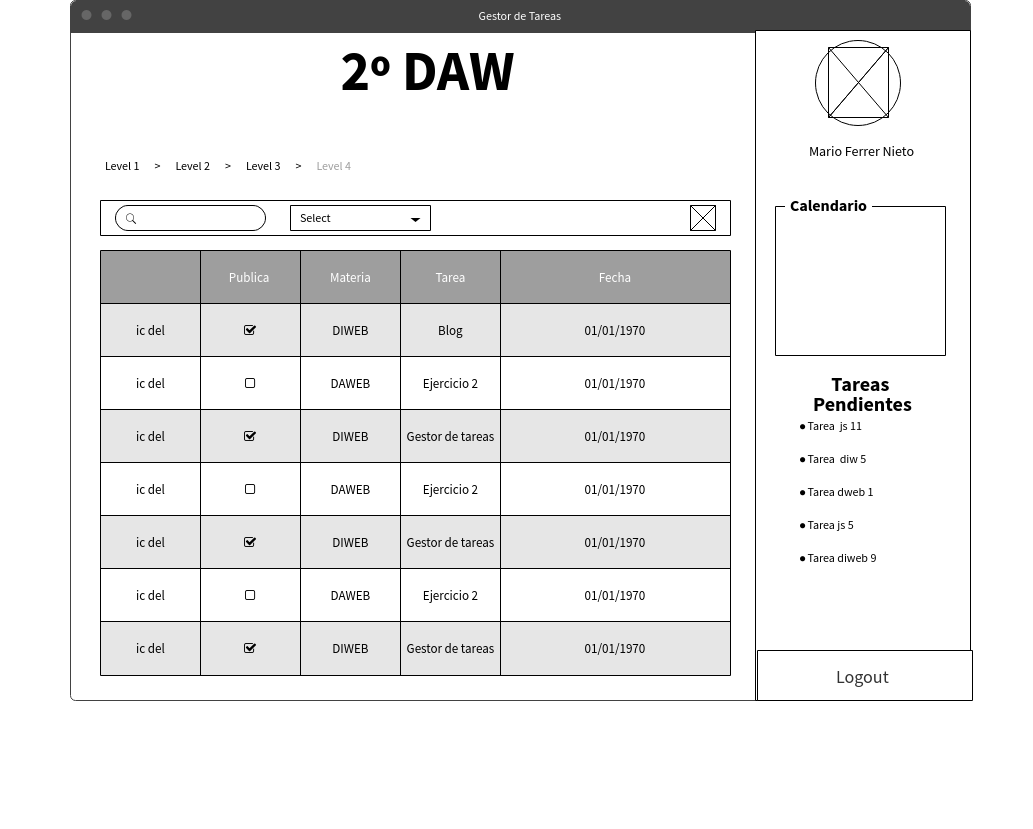 Gestor de Tareas
2º DAW
Level 1 > Level 2 > Level 3 > Level 4
Select
Publica Materia Tarea Fecha
ic del DIWEB Blog 01/01/1970
ic del DAWEB Ejercicio 2 01/01/1970
ic del DIWEB Gestor de tareas 01/01/1970
ic del DAWEB Ejercicio 2 01/01/1970
ic del DIWEB Gestor de tareas 01/01/1970
ic del DAWEB Ejercicio 2 01/01/1970
ic del DIWEB Gestor de tareas 01/01/1970
Mario Ferrer Nieto
Calendario
Tareas
Pendientes
Tarea js 11
Tarea diw 5
Tarea dweb 1
Tarea js 5
Tarea diweb 9
Logout